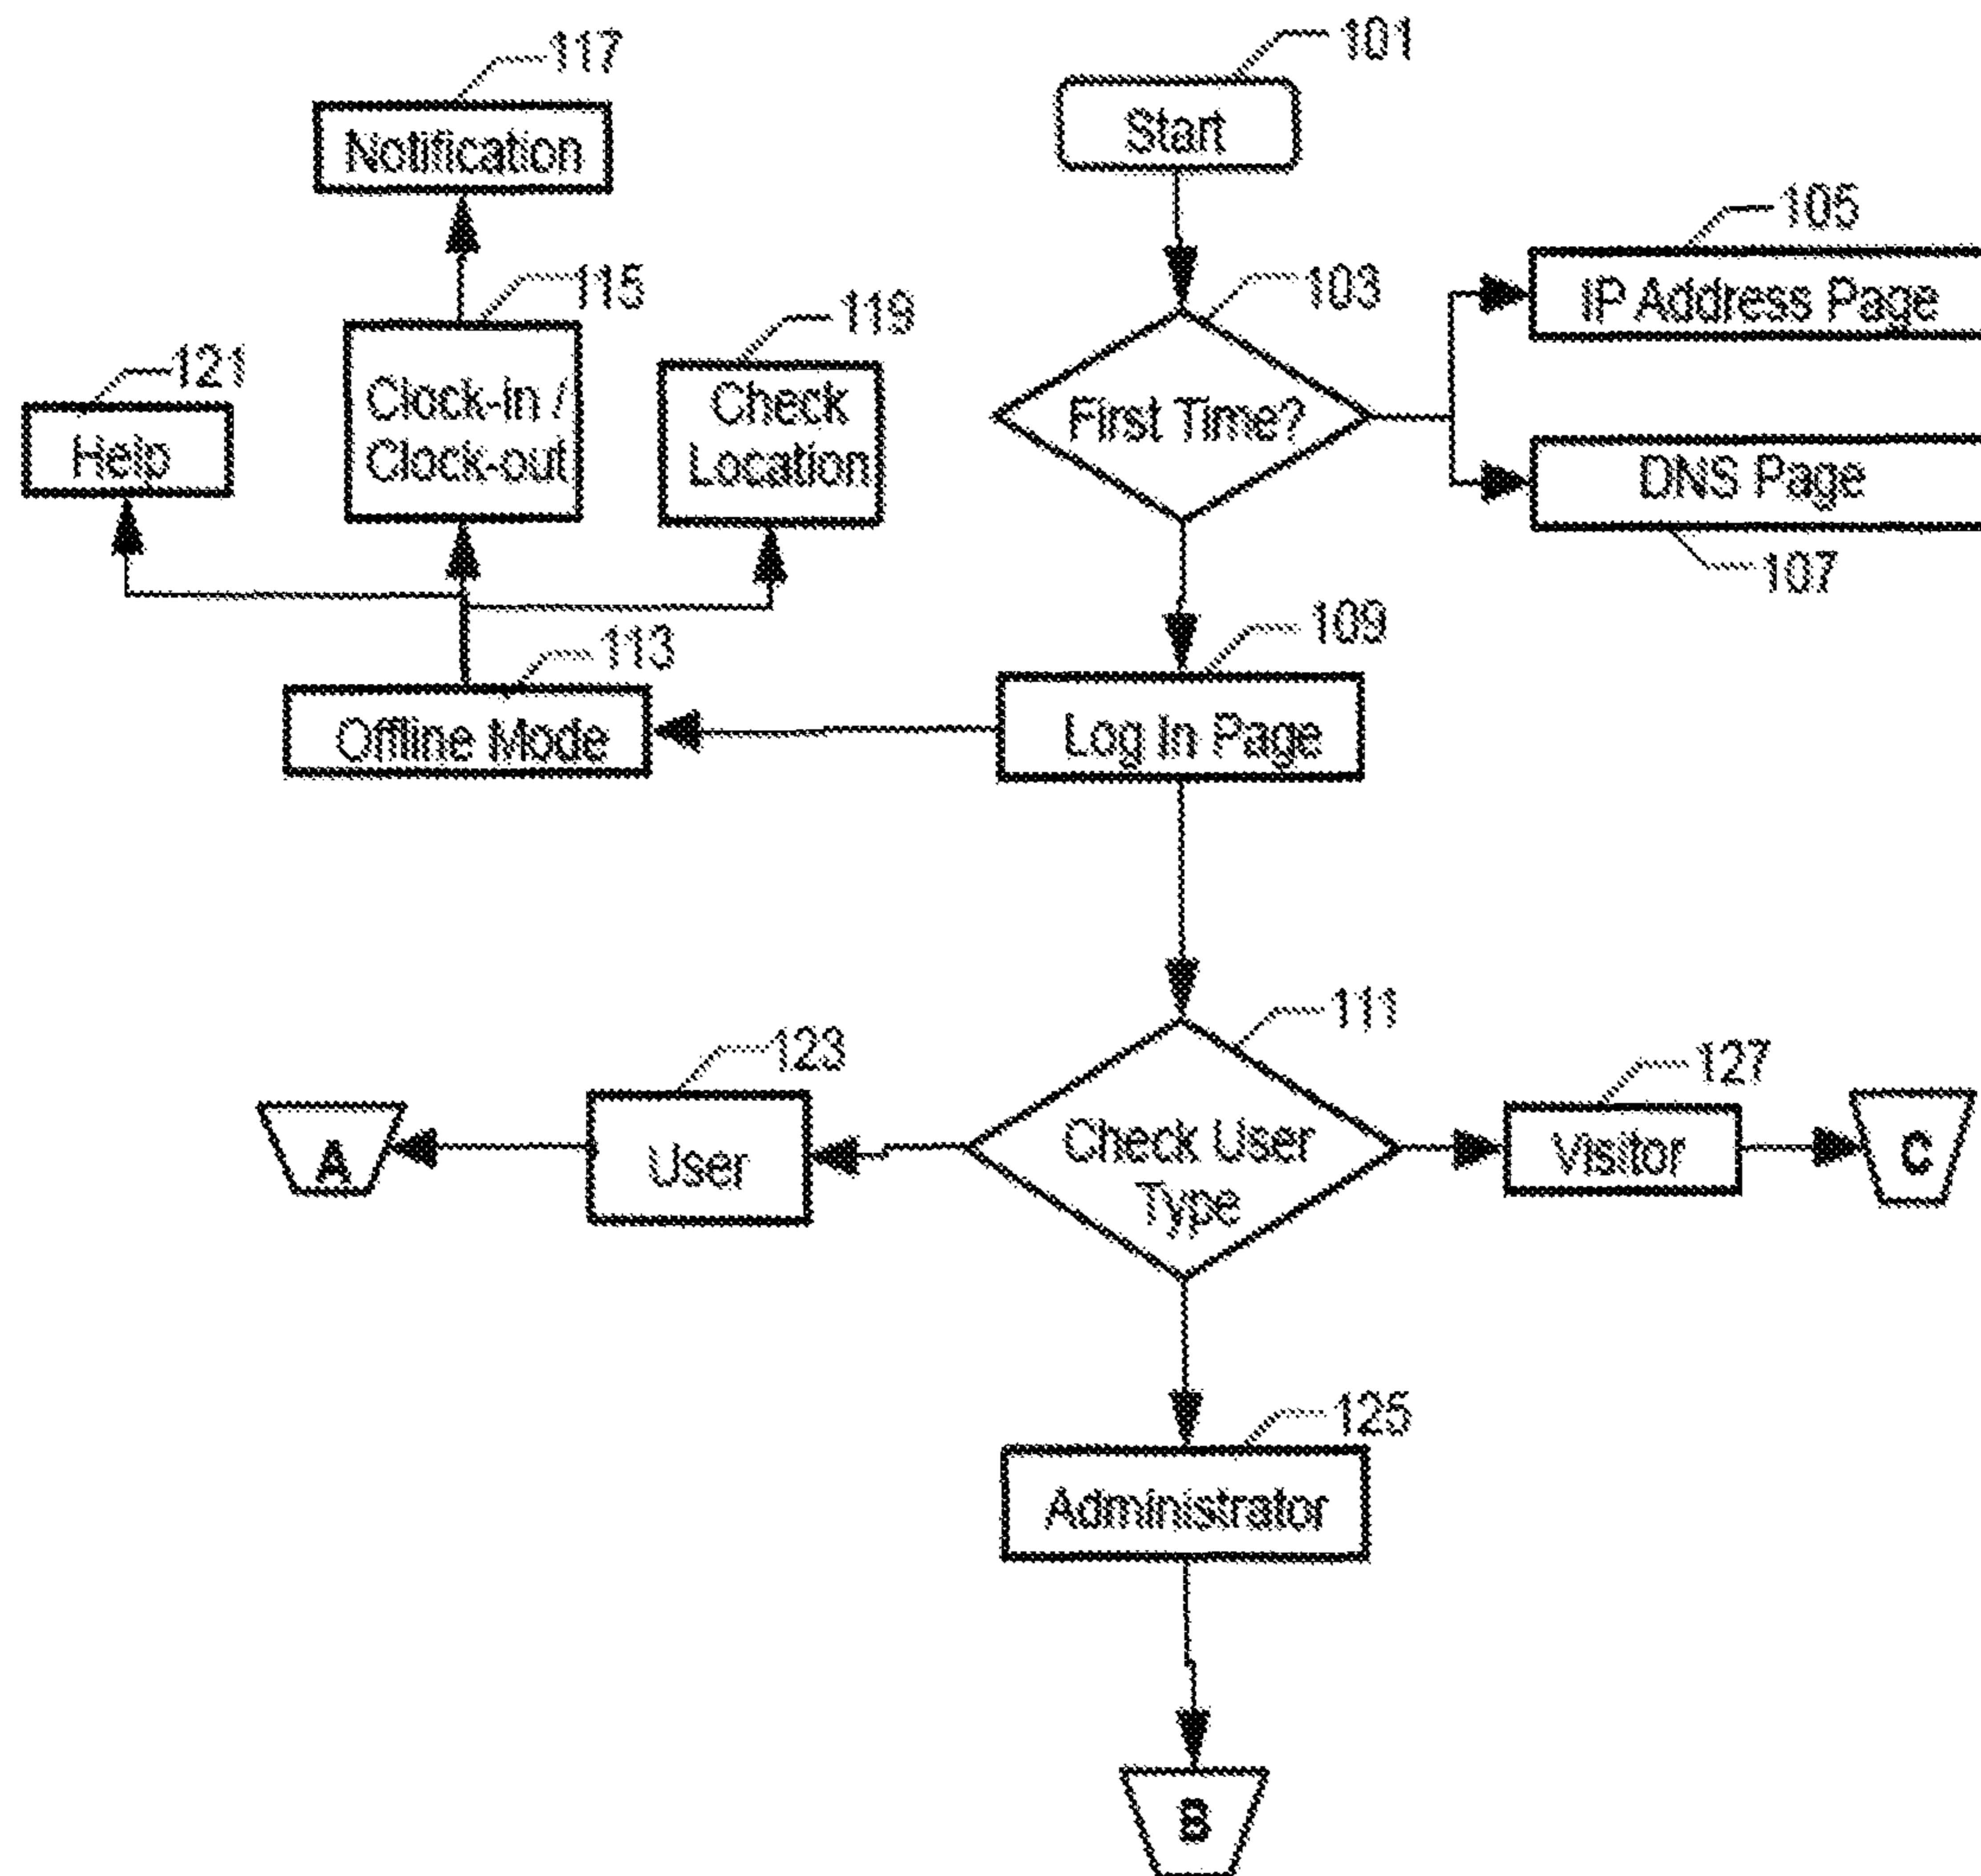 101
Start
117
Notification
105
IP Address Page
103
First Time?
DNS Page
107
115
Clock-in /
Clock-out
119
Check
Location
121
Help
109
Log In Page
113
Offline Mode
111
Check User
Type
123
User
A
127
Visitor
C
125
Administrator
B